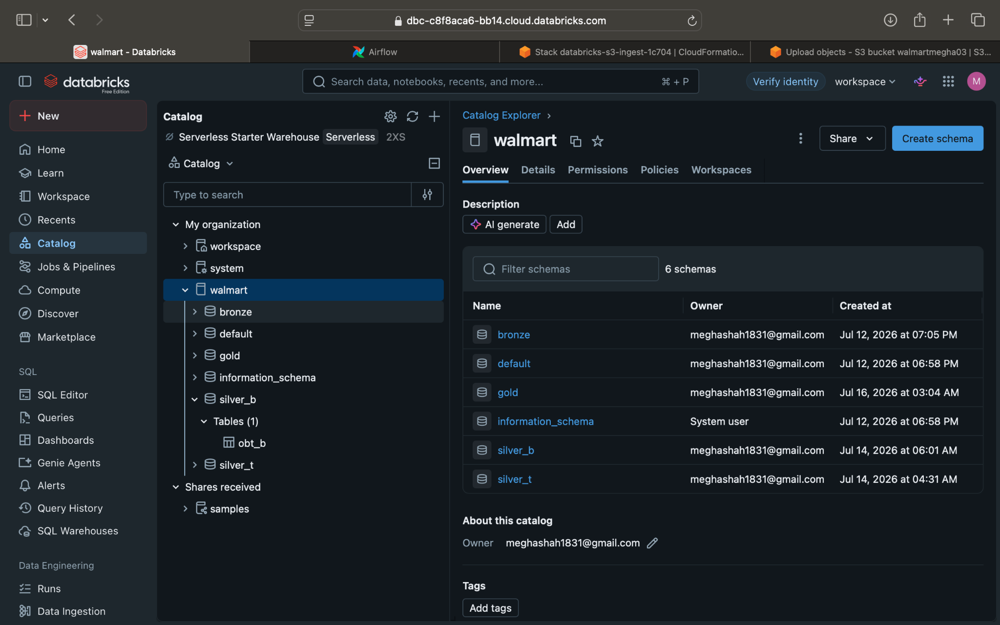 dbc-c8f8aca6-bb14.cloud.databricks.com
walmart - Databricks
Airflow
Stack databricks-s3-ingest-1c704 | CloudFormatio...
Upload objects - S3 bucket walmartmegha03 | S3...
databricks
Free Edition
Search data, notebooks, recents, and more...
⌘ + P
Verify identity
workspace
M
New
Home
Learn
Workspace
Recents
Catalog
Jobs & Pipelines
Compute
Discover
Marketplace
SQL
SQL Editor
Queries
Dashboards
Genie Agents
Alerts
Query History
SQL Warehouses
Data Engineering
Runs
Data Ingestion
Catalog
Serverless Starter Warehouse Serverless 2XS
Catalog
Type to search
My organization
workspace
system
walmart
bronze
default
gold
information_schema
silver_b
Tables (1)
obt_b
silver_t
Shares received
samples
Catalog Explorer ›
walmart
Share
Create schema
Overview Details Permissions Policies Workspaces
Description
AI generate Add
Filter schemas 6 schemas
Name Owner Created at
bronze meghashah1831@gmail.com Jul 12, 2026 at 07:05 PM
default meghashah1831@gmail.com Jul 12, 2026 at 06:58 PM
gold meghashah1831@gmail.com Jul 16, 2026 at 03:04 AM
information_schema System user Jul 12, 2026 at 06:58 PM
silver_b meghashah1831@gmail.com Jul 14, 2026 at 06:01 AM
silver_t meghashah1831@gmail.com Jul 14, 2026 at 04:31 AM
About this catalog
Owner meghashah1831@gmail.com
Tags
Add tags